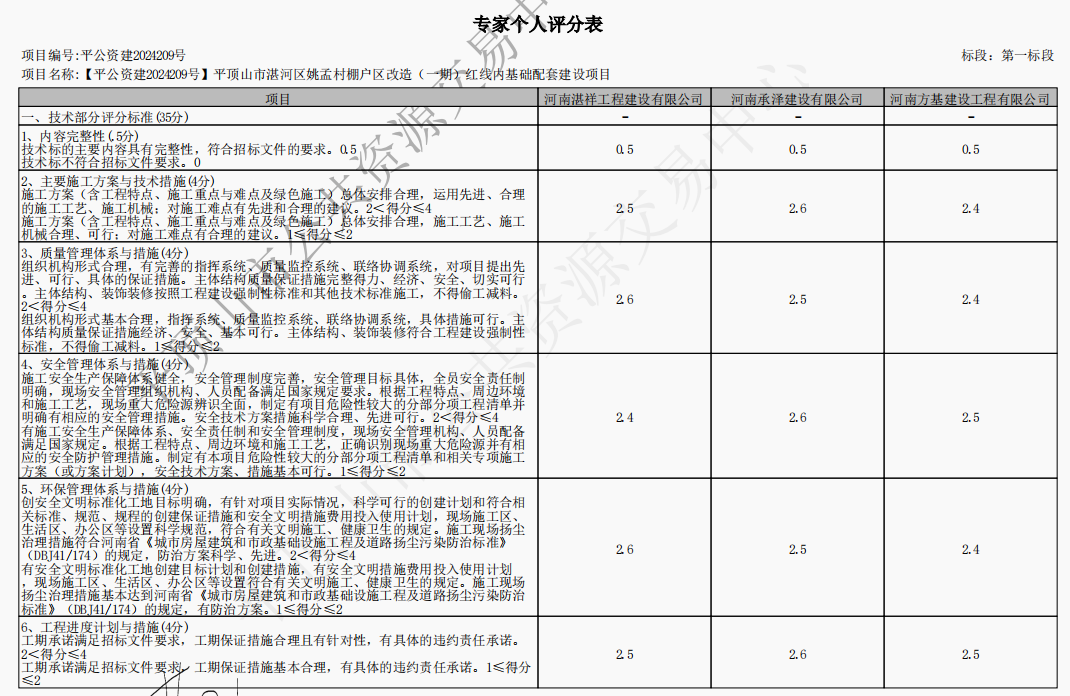 专家个人评分表
项目编号:平公资建2024209号
标段：第一标段
项目名称:【平公资建2024209号】平顶山市湛河区姚孟村棚户区改造（一期）红线内基础配套建设项目
项目 河南湛祥工程建设有限公司 河南承泽建设有限公司 河南方基建设工程有限公司
一、技术部分评分标准(35分) - - -
1、内容完整性(.5分)
技术标的主要内容具有完整性，符合招标文件的要求。0.5
技术标不符合招标文件要求。0
0.5 0.5 0.5
2、主要施工方案与技术措施(4分)
施工方案（含工程特点、施工重点与难点及绿色施工）总体安排合理，运用先进、合理
的施工工艺、施工机械；对施工难点有先进和合理的建议。2＜得分≤4
施工方案（含工程特点、施工重点与难点及绿色施工）总体安排合理，施工工艺、施工
机械合理、可行；对施工难点有合理的建议。1≤得分≤2
2.5 2.6 2.4
3、质量管理体系与措施(4分)
组织机构形式合理，有完善的指挥系统、质量监控系统、联络协调系统，对项目提出先
进、可行、具体的保证措施。主体结构质量保证措施完整得力、经济、安全、切实可行
。主体结构、装饰装修按照工程建设强制性标准和其他技术标准施工，不得偷工减料。
2＜得分≤4
组织机构形式基本合理，指挥系统、质量监控系统、联络协调系统，具体措施可行。主
体结构质量保证措施经济、安全、基本可行。主体结构、装饰装修符合工程建设强制性
标准，不得偷工减料。1≤得分≤2
2.6 2.5 2.4
4、安全管理体系与措施(4分)
施工安全生产保障体系健全，安全管理制度完善，安全管理目标具体，全员安全责任制
明确，现场安全管理组织机构、人员配备满足国家规定要求。根据工程特点、周边环境
和施工工艺，现场重大危险源辨识全面，制定有项目危险性较大的分部分项工程清单并
明确有相应的安全管理措施。安全技术方案措施科学合理、先进可行。2＜得分≤4
有施工安全生产保障体系、安全责任制和安全管理制度，现场安全管理机构、人员配备
满足国家规定。根据工程特点、周边环境和施工工艺，正确识别现场重大危险源并有相
应的安全防护管理措施。制定有本项目危险性较大的分部分项工程清单和相关专项施工
方案（或方案计划），安全技术方案、措施基本可行。1≤得分≤2
2.4 2.6 2.5
5、环保管理体系与措施(4分)
创安全文明标准化工地目标明确，有针对项目实际情况，科学可行的创建计划和符合相
关标准、规范、规程的创建保证措施和安全文明措施费用投入使用计划，现场施工区、
生活区、办公区等设置科学规范，符合有关文明施工、健康卫生的规定。施工现场扬尘
治理措施符合河南省《城市房屋建筑和市政基础设施工程及道路扬尘污染防治标准》
（DBJ41/174）的规定，防治方案科学、先进。2＜得分≤4
有安全文明标准化工地创建目标计划和创建措施，有安全文明措施费用投入使用计划
，现场施工区、生活区、办公区等设置符合有关文明施工、健康卫生的规定。施工现场
扬尘治理措施基本达到河南省《城市房屋建筑和市政基础设施工程及道路扬尘污染防治
标准》（DBJ41/174）的规定，有防治方案。1≤得分≤2
2.6 2.5 2.4
6、工程进度计划与措施(4分)
工期承诺满足招标文件要求，工期保证措施合理且有针对性，有具体的违约责任承诺。
2＜得分≤4
工期承诺满足招标文件要求，工期保证措施基本合理，有具体的违约责任承诺。1≤得分
≤2
2.5 2.6 2.5
平顶山市公共资源交易中心